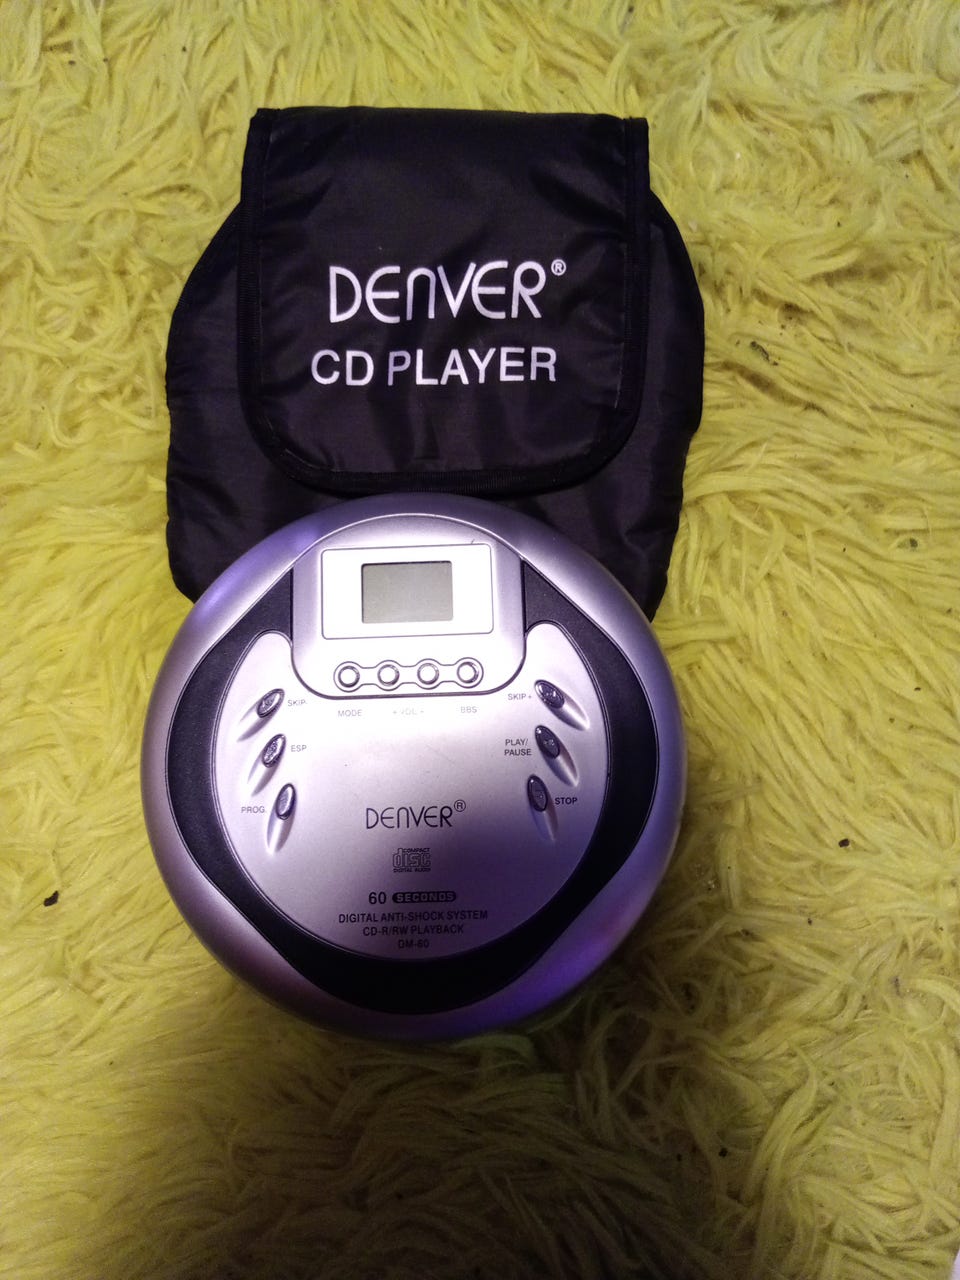 DENVER®
CD PLAYER
SKIP-
SKIP+
MODE
- VOL +
BBS
ESP
PLAY/
PAUSE
PROG.
STOP
DENVER®
COMPACT
disc
DIGITAL AUDIO
60 SECONDS
DIGITAL ANTI-SHOCK SYSTEM
CD-R/RW PLAYBACK
DM-60